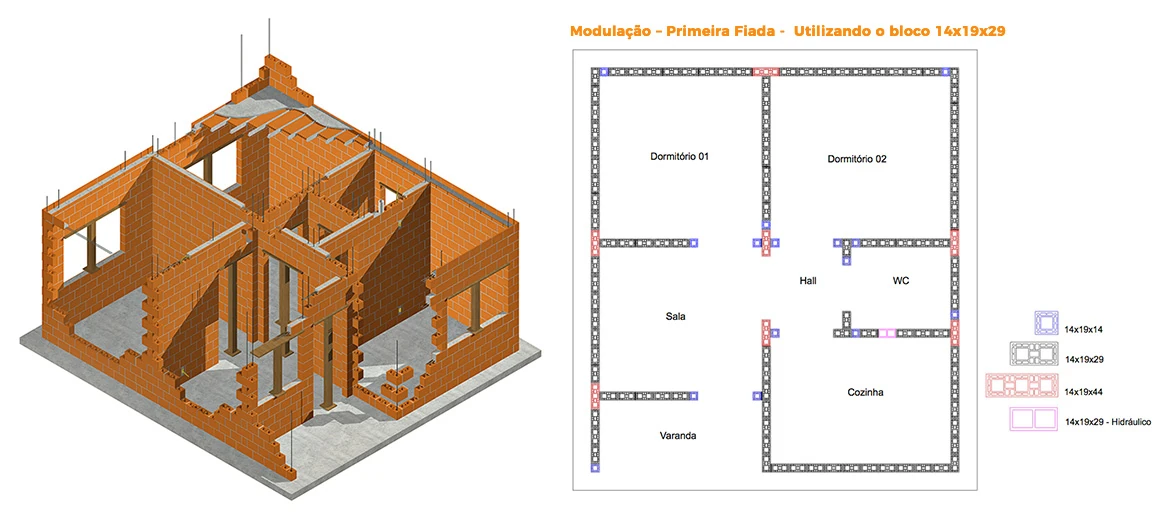 Modulação – Primeira Fiada - Utilizando o bloco 14x19x29
Dormitório 01
Dormitório 02
Hall
WC
Sala
14x19x14
14x19x29
Cozinha
14x19x44
14x19x29 - Hidráulico
Varanda